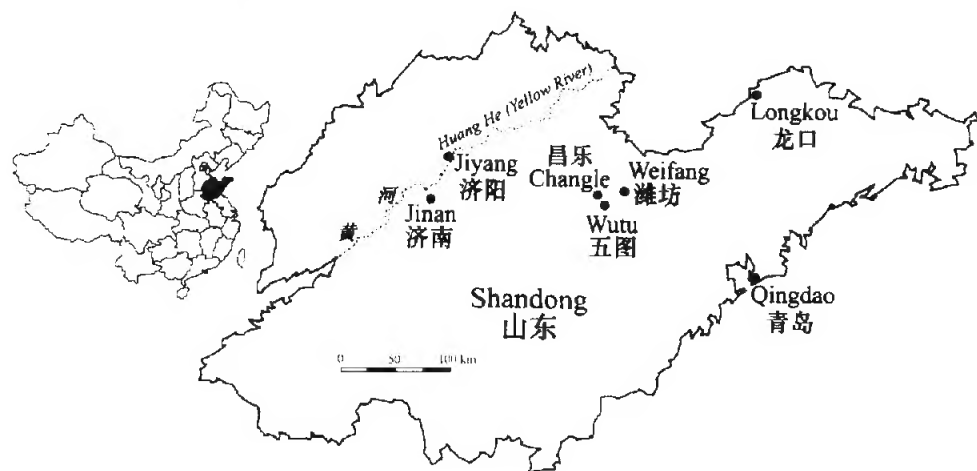 Huang He (Yellow River)
Longkou
龙口
Jiyang
济阳
昌乐
Changle
Weifang
潍坊
河
Jinan
济南
Wutu
五图
黄
Shandong
山东
Qingdao
青岛
0 50 100 km